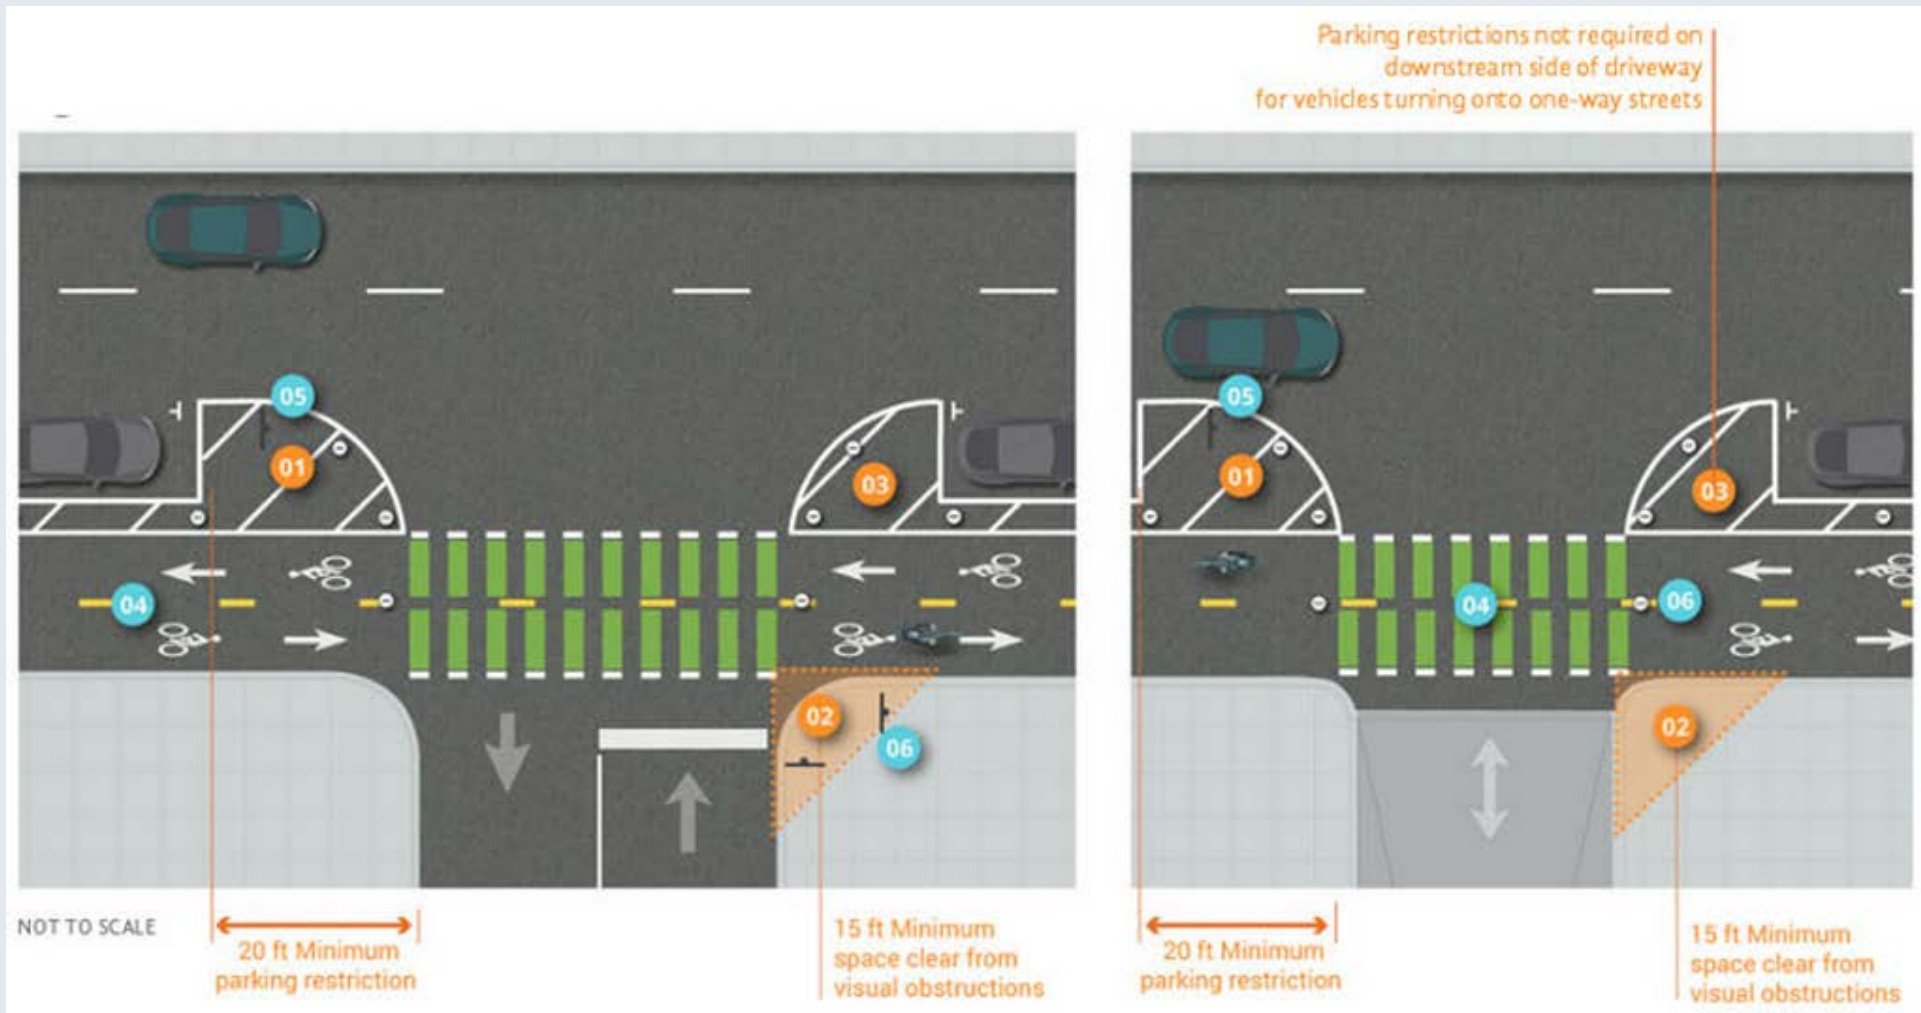 Parking restrictions not required on
downstream side of driveway
for vehicles turning onto one-way streets
05
01
03
04
02
06
05
01
03
04
06
02
NOT TO SCALE
20 ft Minimum
parking restriction
15 ft Minimum
space clear from
visual obstructions
20 ft Minimum
parking restriction
15 ft Minimum
space clear from
visual obstructions